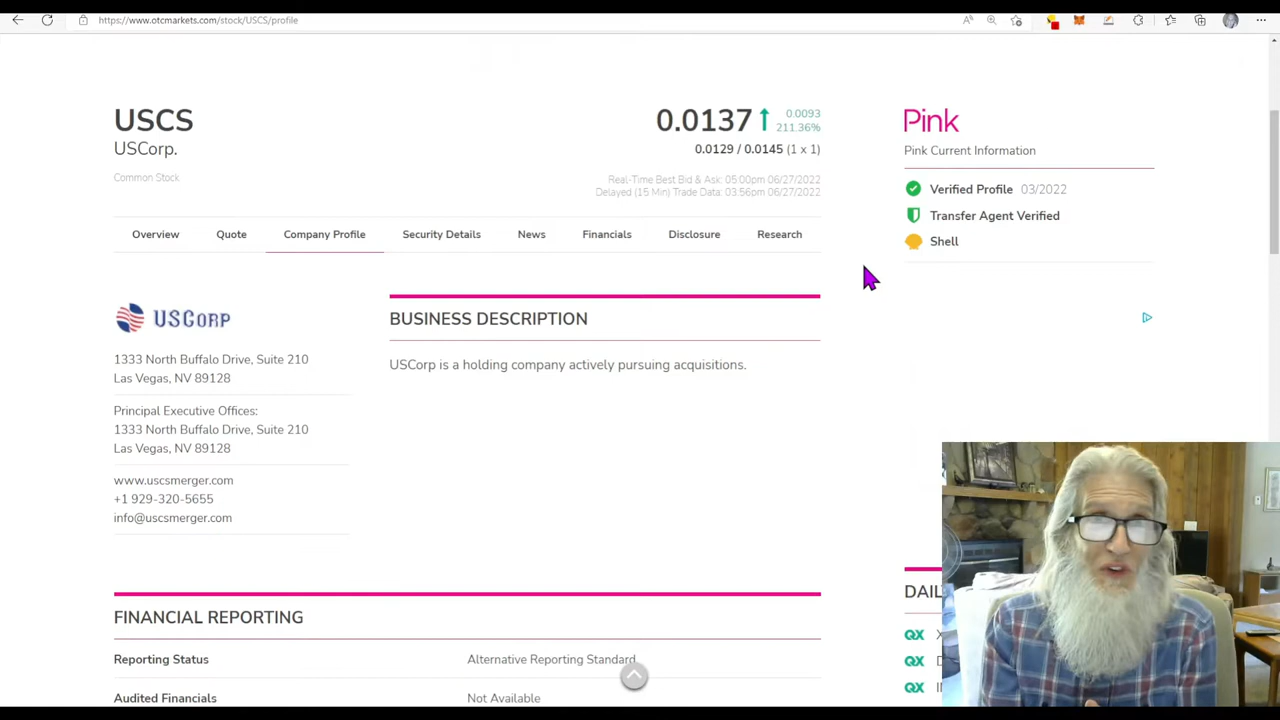 https://www.otcmarkets.com/stock/USCS/profile
USCS
USCorp.
Common Stock
0.0137
0.0093
211.36%
0.0129 / 0.0145 (1 x 1)
Real-Time Best Bid & Ask: 05:00pm 06/27/2022
Delayed (15 Min) Trade Data: 03:56pm 06/27/2022
Pink
Pink Current Information
Verified Profile 03/2022
Transfer Agent Verified
Shell
Overview Quote Company Profile Security Details News Financials Disclosure Research
USCorp
1333 North Buffalo Drive, Suite 210
Las Vegas, NV 89128
Principal Executive Offices:
1333 North Buffalo Drive, Suite 210
Las Vegas, NV 89128
www.uscsmerger.com
+1 929-320-5655
info@uscsmerger.com
BUSINESS DESCRIPTION
USCorp is a holding company actively pursuing acquisitions.
FINANCIAL REPORTING
Reporting Status Alternative Reporting Standard
Audited Financials Not Available
QX
QX
QX